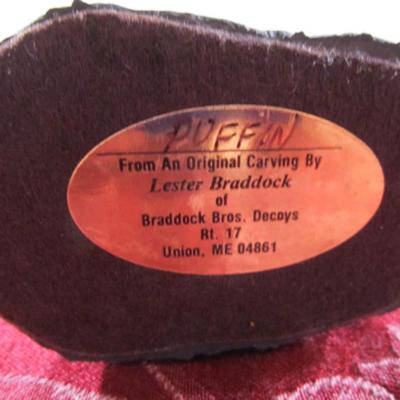 PUFFIN
From An Original Carving By
Lester Braddock
of
Braddock Bros. Decoys
Rt. 17
Union, ME 04861